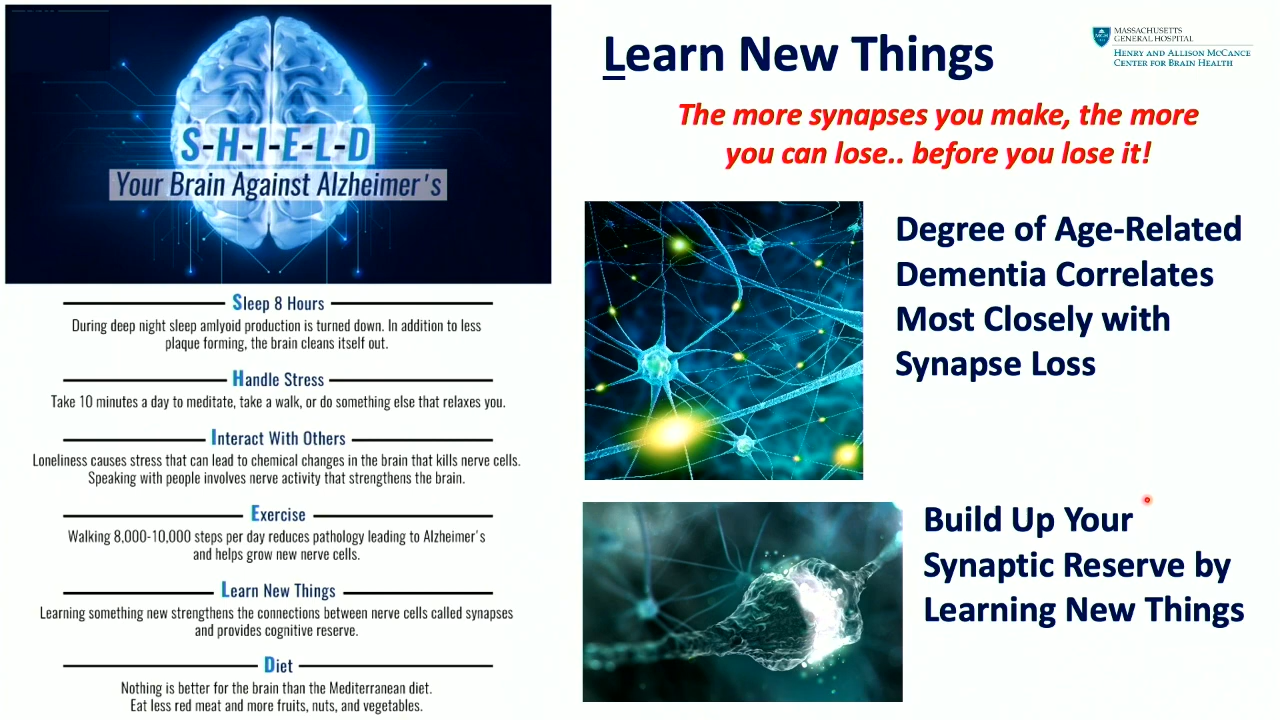 S-H-I-E-L-D
Your Brain Against Alzheimer's
Sleep 8 Hours
During deep night sleep amlyoid production is turned down. In addition to less
plaque forming, the brain cleans itself out.
Handle Stress
Take 10 minutes a day to meditate, take a walk, or do something else that relaxes you.
Interact With Others
Loneliness causes stress that can lead to chemical changes in the brain that kills nerve cells.
Speaking with people involves nerve activity that strengthens the brain.
Exercise
Walking 8,000-10,000 steps per day reduces pathology leading to Alzheimer's
and helps grow new nerve cells.
Learn New Things
Learning something new strengthens the connections between nerve cells called synapses
and provides cognitive reserve.
Diet
Nothing is better for the brain than the Mediterranean diet.
Eat less red meat and more fruits, nuts, and vegetables.
Learn New Things
MASSACHUSETTS
GENERAL HOSPITAL
HENRY AND ALLISON MCCANCE
CENTER FOR BRAIN HEALTH
The more synapses you make, the more
you can lose.. before you lose it!
Degree of Age-Related
Dementia Correlates
Most Closely with
Synapse Loss
Build Up Your
Synaptic Reserve by
Learning New Things